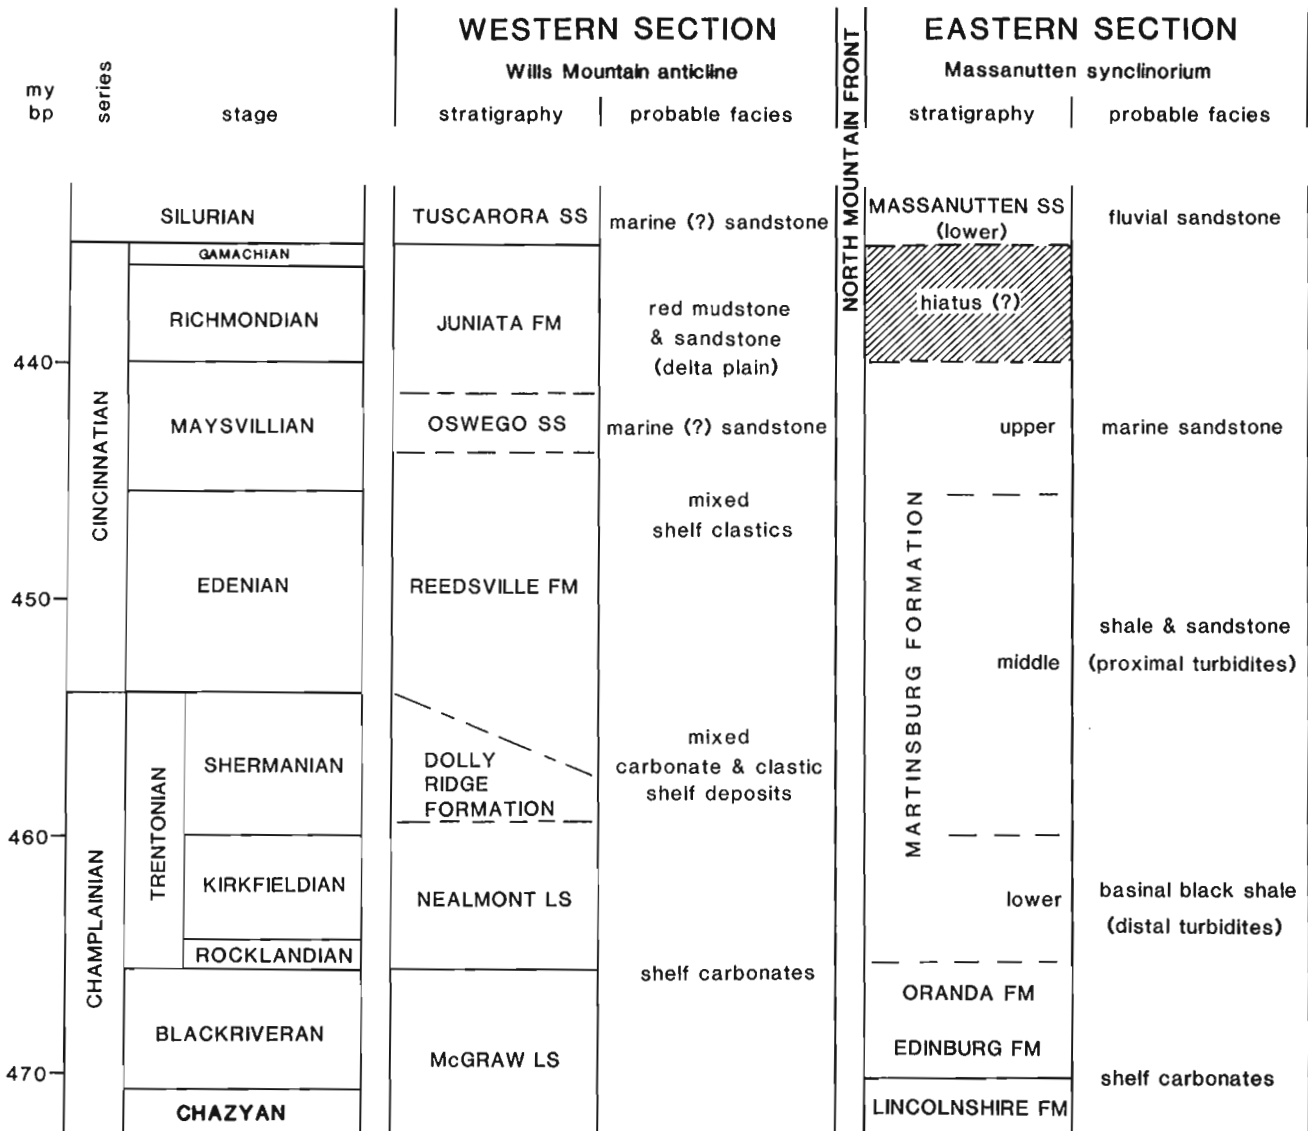 WESTERN SECTION
Wills Mountain anticline
NORTH MOUNTAIN FRONT
EASTERN SECTION
Massanutten synclinorium
my
bp
series
stage
stratigraphy
probable facies
stratigraphy
probable facies
SILURIAN
TUSCARORA SS
marine (?) sandstone
MASSANUTTEN SS
(lower)
fluvial sandstone
CINCINNATIAN
GAMACHIAN
RICHMONDIAN
JUNIATA FM
red mudstone
& sandstone
(delta plain)
hiatus (?)
440
MAYSVILLIAN
OSWEGO SS
marine (?) sandstone
MARTINSBURG FORMATION
upper
marine sandstone
EDENIAN
REEDSVILLE FM
mixed
shelf clastics
450
middle
shale & sandstone
(proximal turbidites)
CHAMPLAINIAN
TRENTONIAN
SHERMANIAN
DOLLY
RIDGE
FORMATION
mixed
carbonate & clastic
shelf deposits
460
KIRKFIELDIAN
NEALMONT LS
lower
basinal black shale
(distal turbidites)
ROCKLANDIAN
shelf carbonates
BLACKRIVERAN
McGRAW LS
ORANDA FM
EDINBURG FM
470
shelf carbonates
CHAZYAN
LINCOLNSHIRE FM